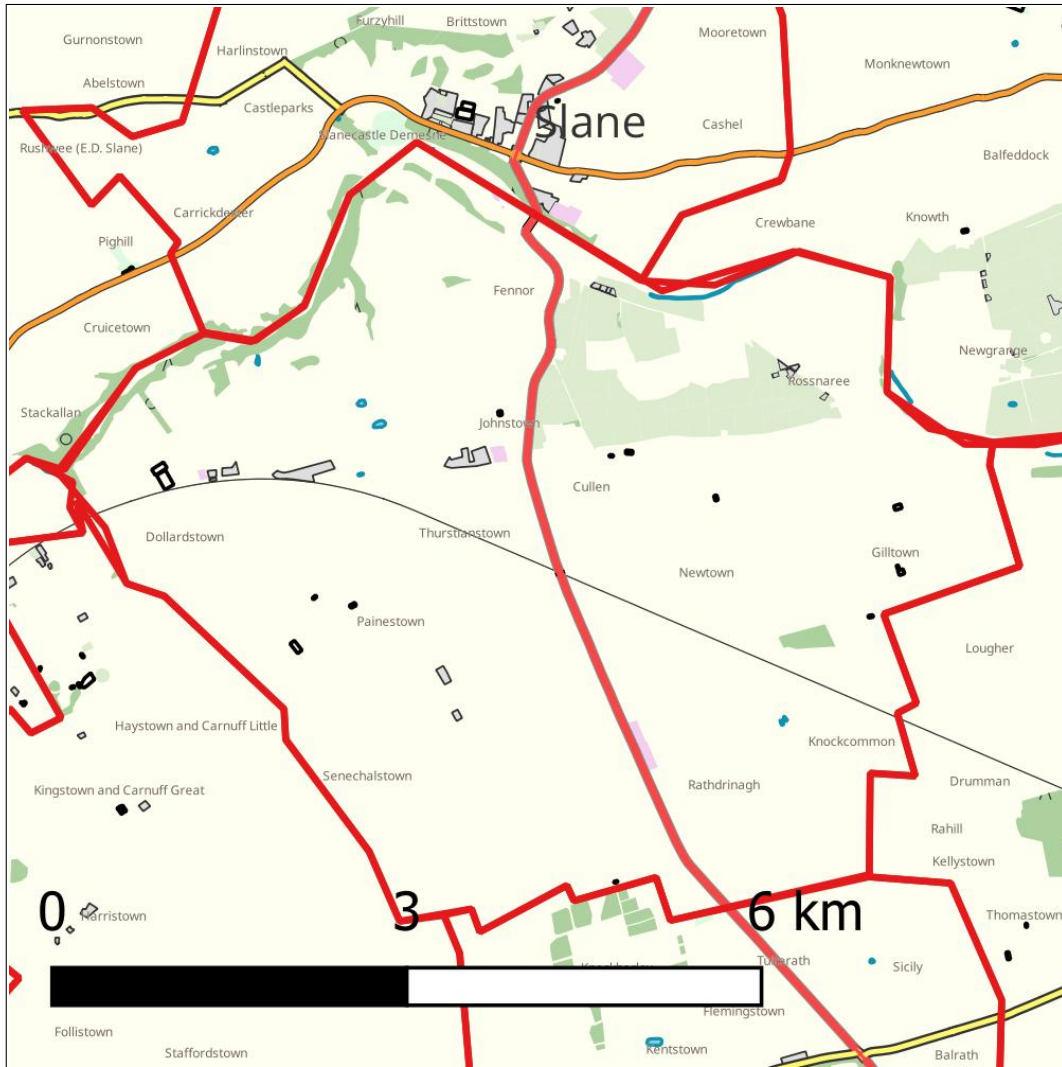 Furzyhill
Brittstown
Gurnonstown
Mooretown
Harlinstown
Monknewtown
Abelstown
Castleparks
Slane
Cashel
Slanecastle Demesne
Rushwee (E.D. Slane)
Balfeddock
Carrickdexter
Knowth
Crewbane
Pighill
Fennor
Cruicetown
Newgrange
Rossnaree
Stackallan
Johnstown
Cullen
Dollardstown
Thurstianstown
Gilltown
Newtown
Painestown
Lougher
Haystown and Carnuff Little
Knockcommon
Senechalstown
Drumman
Rathdrinagh
Kingstown and Carnuff Great
Rahill
Kellystown
0 3 6 km
Harristown
Thomastown
Tullerath
Sicily
Flemingstown
Follistown
Kentstown
Staffordstown
Balrath